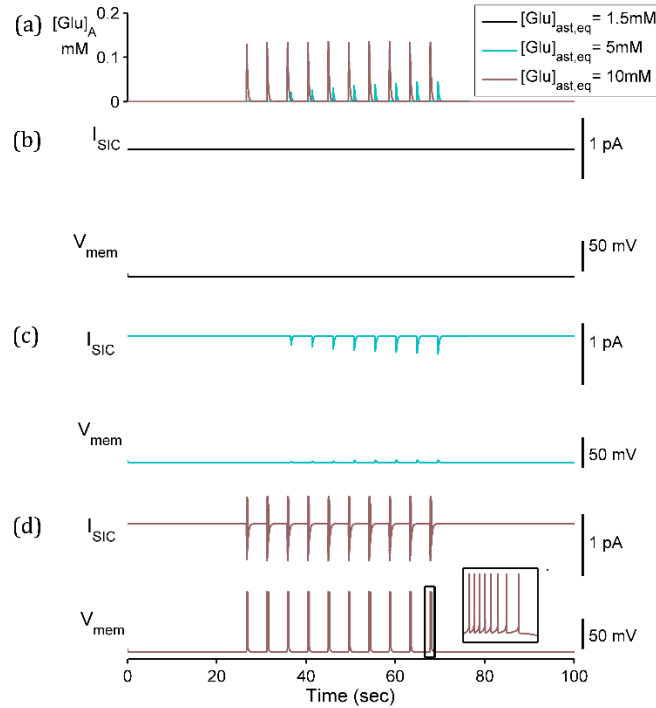 (a)
[Glu]A
mM
0.2
0.1
0
[Glu]ast,eq = 1.5mM
[Glu]ast,eq = 5mM
[Glu]ast,eq = 10mM
(b)
ISIC
1 pA
Vmem
50 mV
(c)
ISIC
1 pA
Vmem
50 mV
(d)
ISIC
1 pA
Vmem
50 mV
0
20
40
60
80
100
Time (sec)